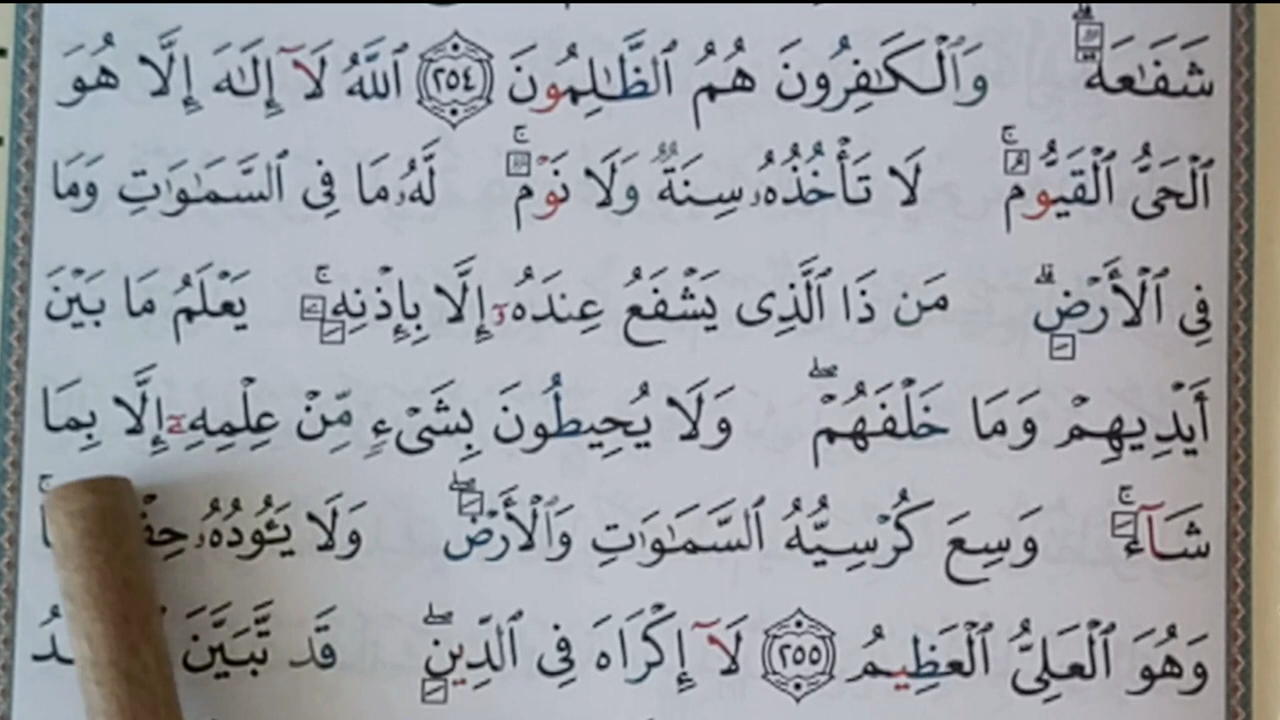 شَفَٰعَةٌ وَٱلْكَٰفِرُونَ هُمُ ٱلظَّٰلِمُونَ ٢٥٤ ٱللَّهُ لَآ إِلَٰهَ إِلَّا هُوَ
ٱلْحَىُّ ٱلْقَيُّومُ ۚ لَا تَأْخُذُهُۥ سِنَةٌ وَلَا نَوْمٌ ۚ لَّهُۥ مَا فِى ٱلسَّمَٰوَٰتِ وَمَا
فِى ٱلْأَرْضِ ۗ مَن ذَا ٱلَّذِى يَشْفَعُ عِندَهُۥٓ إِلَّا بِإِذْنِهِۦ ۚ يَعْلَمُ مَا بَيْنَ
أَيْدِيهِمْ وَمَا خَلْفَهُمْ ۖ وَلَا يُحِيطُونَ بِشَىْءٍ مِّنْ عِلْمِهِۦٓ إِلَّا بِمَا
شَآءَ ۚ وَسِعَ كُرْسِيُّهُ ٱلسَّمَٰوَٰتِ وَٱلْأَرْضَ ۖ وَلَا يَـُٔودُهُۥ
وَهُوَ ٱلْعَلِىُّ ٱلْعَظِيمُ ٢٥٥ لَآ إِكْرَاهَ فِى ٱلدِّينِ ۖ قَد تَّبَيَّنَ